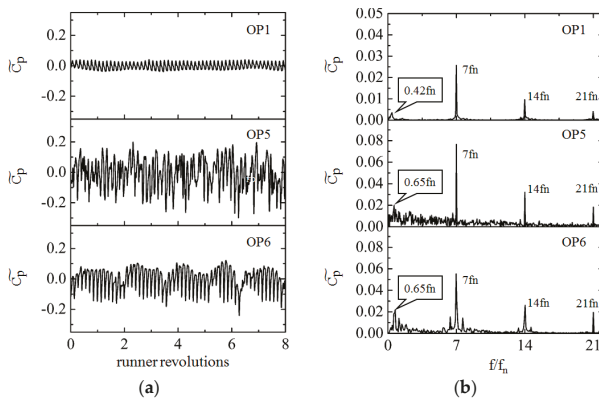 OP1
0.2
0.0
-0.2
C̃p
OP5
0.2
0.0
-0.2
C̃p
OP6
0.2
0.0
-0.2
C̃p
0 2 4 6 8
runner revolutions
(a)
0.05
OP1
0.04
0.03
0.02
0.01
0.00
C̃p
0.42fn
7fn
14fn
21fn
0.10
OP5
0.08
0.06
0.04
0.02
0.00
C̃p
0.65fn
7fn
14fn
21fn
0.10
OP6
0.08
0.06
0.04
0.02
0.00
C̃p
0.65fn
7fn
14fn
21fn
0 7 14 21
f/fn
(b)